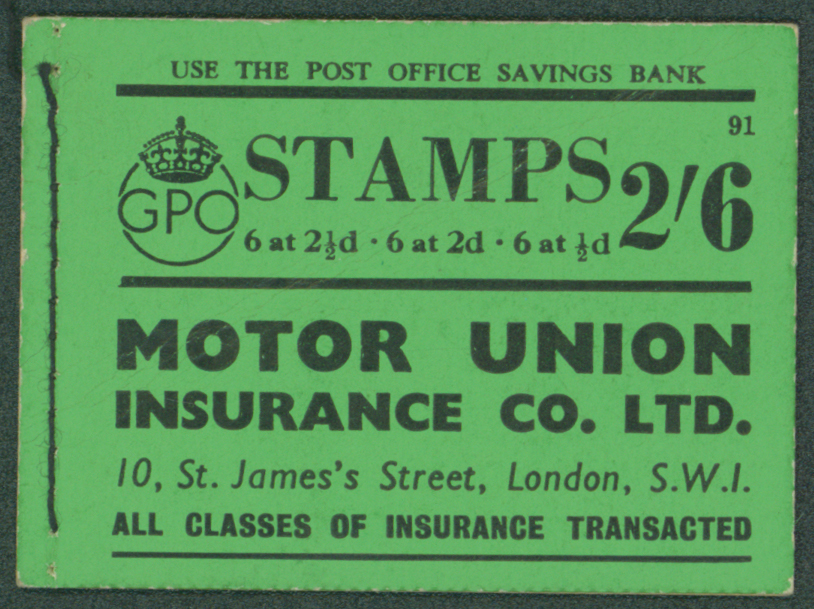 USE THE POST OFFICE SAVINGS BANK
91
GPO
STAMPS 2/6
6 at 2½d · 6 at 2d · 6 at ½d
MOTOR UNION
INSURANCE CO. LTD.
10, St. James's Street, London, S.W.1.
ALL CLASSES OF INSURANCE TRANSACTED